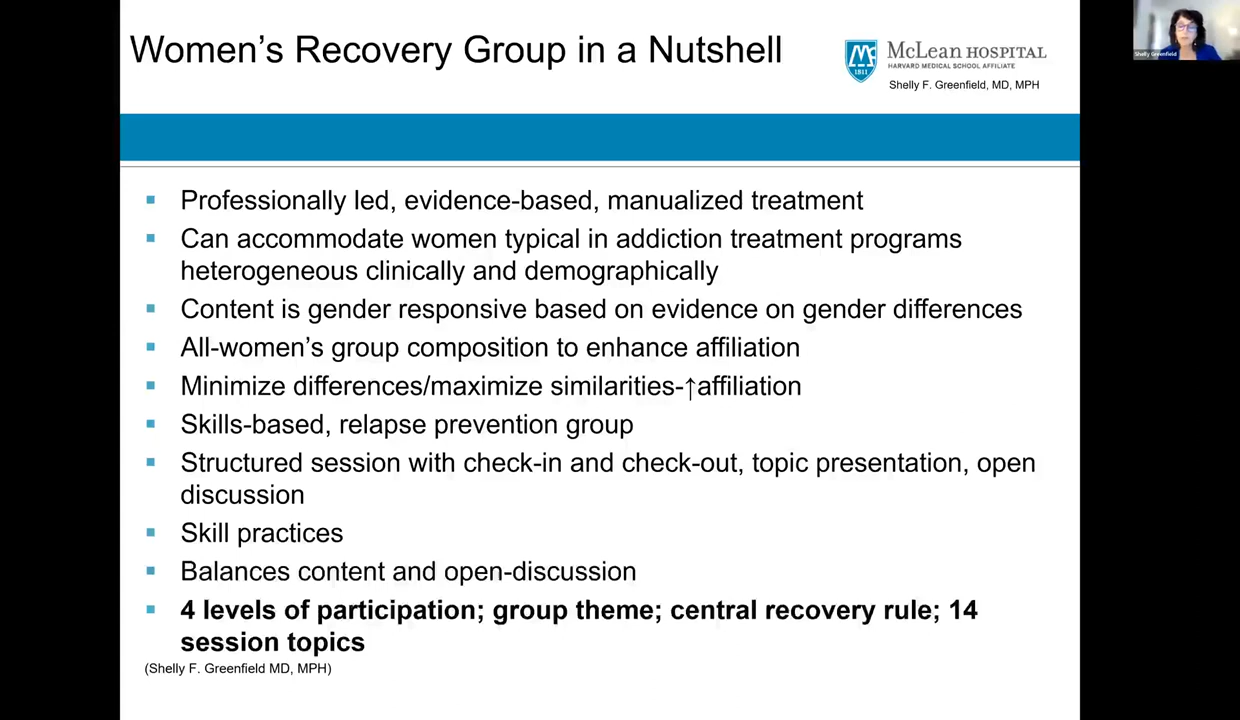 Women's Recovery Group in a Nutshell
McLEAN HOSPITAL
HARVARD MEDICAL SCHOOL AFFILIATE
1811
Shelly F. Greenfield, MD, MPH
Shelly Greenfield
▪ Professionally led, evidence-based, manualized treatment
▪ Can accommodate women typical in addiction treatment programs
heterogeneous clinically and demographically
▪ Content is gender responsive based on evidence on gender differences
▪ All-women's group composition to enhance affiliation
▪ Minimize differences/maximize similarities-↑affiliation
▪ Skills-based, relapse prevention group
▪ Structured session with check-in and check-out, topic presentation, open
discussion
▪ Skill practices
▪ Balances content and open-discussion
▪ 4 levels of participation; group theme; central recovery rule; 14
session topics
(Shelly F. Greenfield MD, MPH)